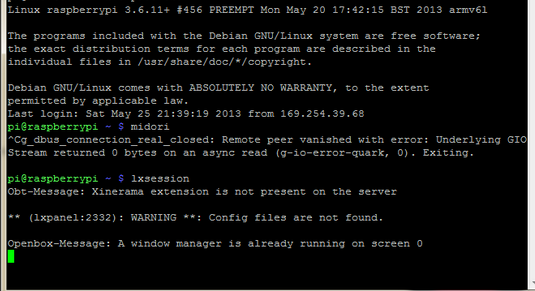 Linux raspberrypi 3.6.11+ #456 PREEMPT Mon May 20 17:42:15 BST 2013 armv6l
The programs included with the Debian GNU/Linux system are free software;
the exact distribution terms for each program are described in the
individual files in /usr/share/doc/*/copyright.
Debian GNU/Linux comes with ABSOLUTELY NO WARRANTY, to the extent
permitted by applicable law.
Last login: Sat May 25 21:39:19 2013 from 169.254.39.68
pi@raspberrypi ~ $ midori
^Cg_dbus_connection_real_closed: Remote peer vanished with error: Underlying GIO
Stream returned 0 bytes on an async read (g-io-error-quark, 0). Exiting.
pi@raspberrypi ~ $ lxsession
Obt-Message: Xinerama extension is not present on the server
** (lxpanel:2332): WARNING **: Config files are not found.
Openbox-Message: A window manager is already running on screen 0